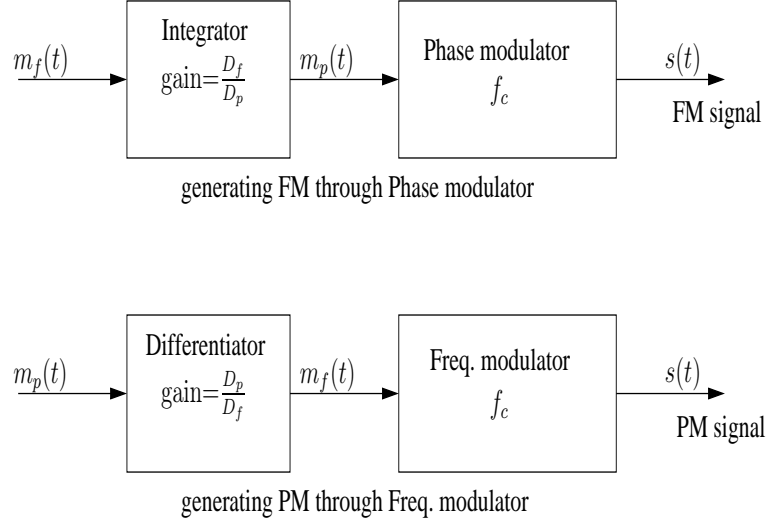 Integrator
m_f(t)
gain=D_f/D_p
m_p(t)
Phase modulator
f_c
s(t)
FM signal
generating FM through Phase modulator
Differentiator
m_p(t)
gain=D_p/D_f
m_f(t)
Freq. modulator
f_c
s(t)
PM signal
generating PM through Freq. modulator